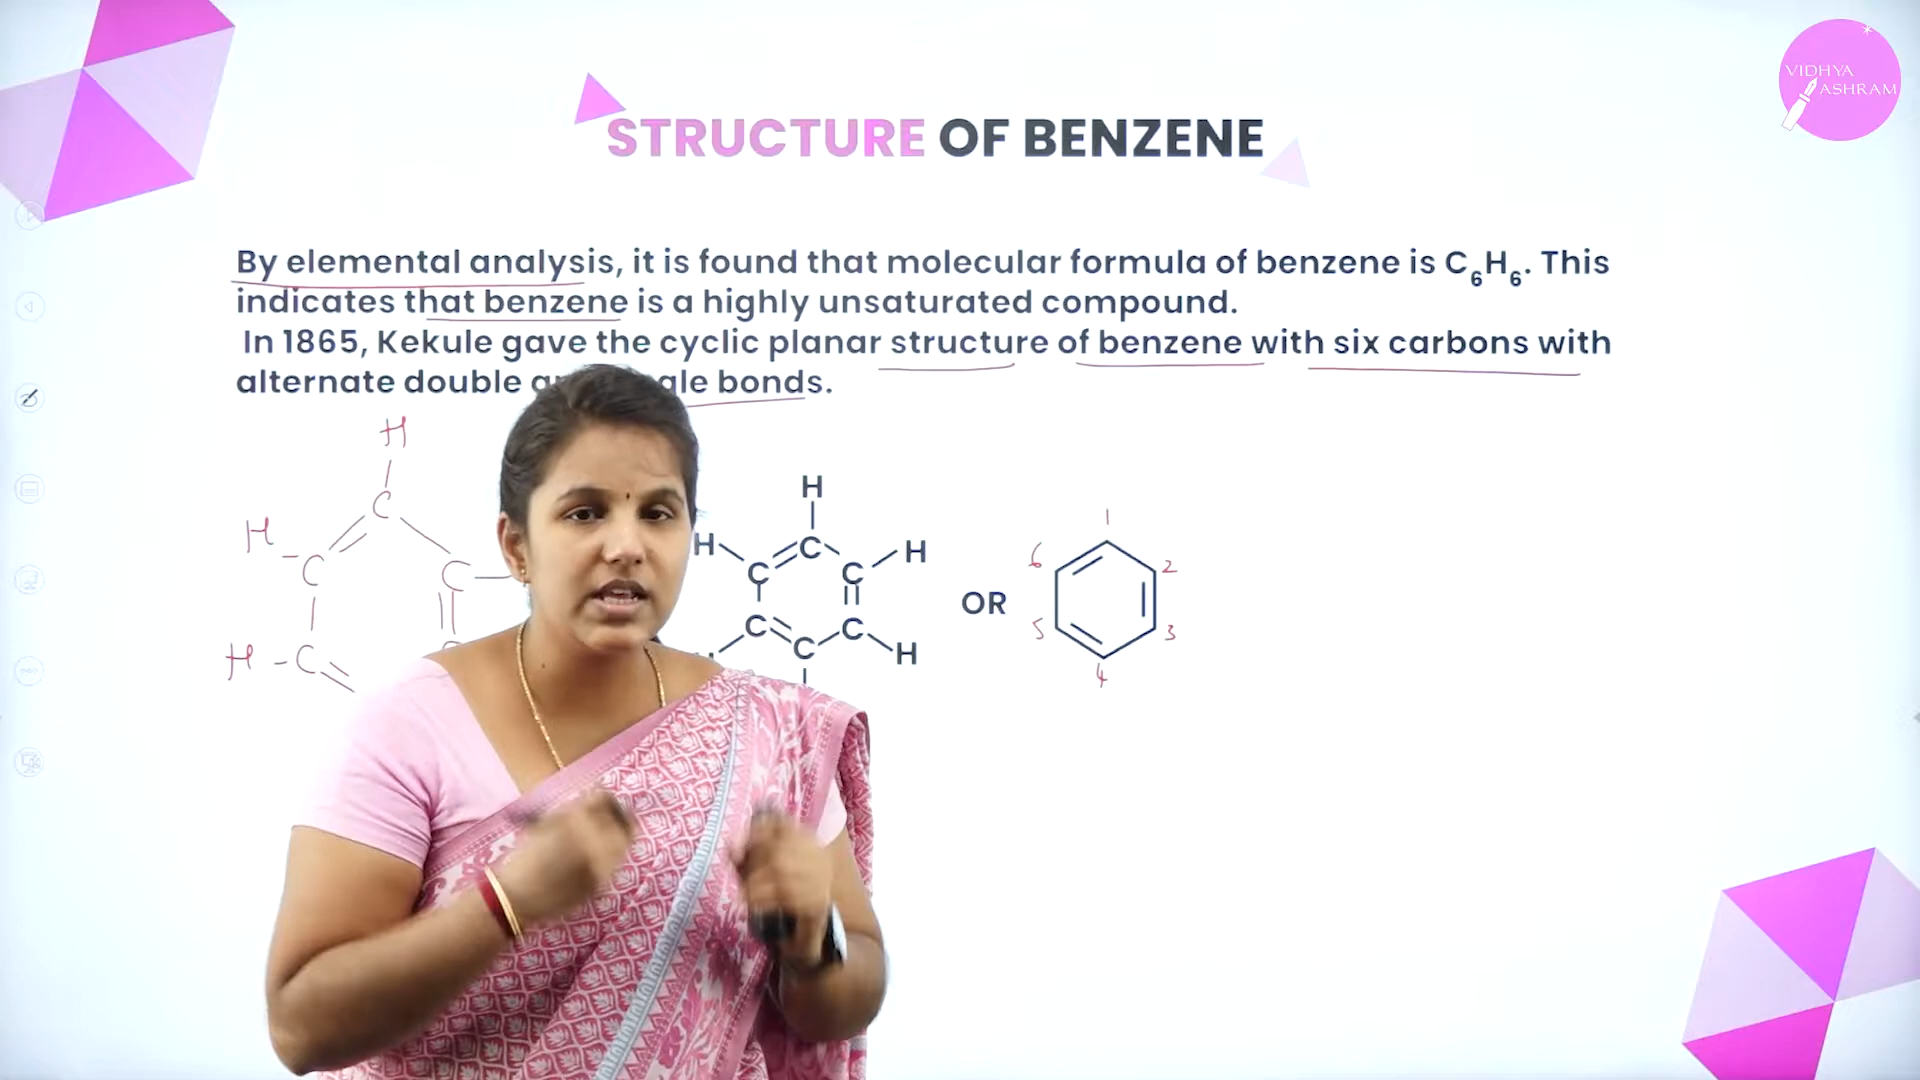 VIDHYA
ASHRAM
STRUCTURE OF BENZENE
By elemental analysis, it is found that molecular formula of benzene is C6H6. This
indicates that benzene is a highly unsaturated compound.
In 1865, Kekule gave the cyclic planar structure of benzene with six carbons with
alternate double bonds.
H
C
H
C
C
H
C
H
H
C
H
C
C
C
C
C
H
OR
1
6
2
5
3
4